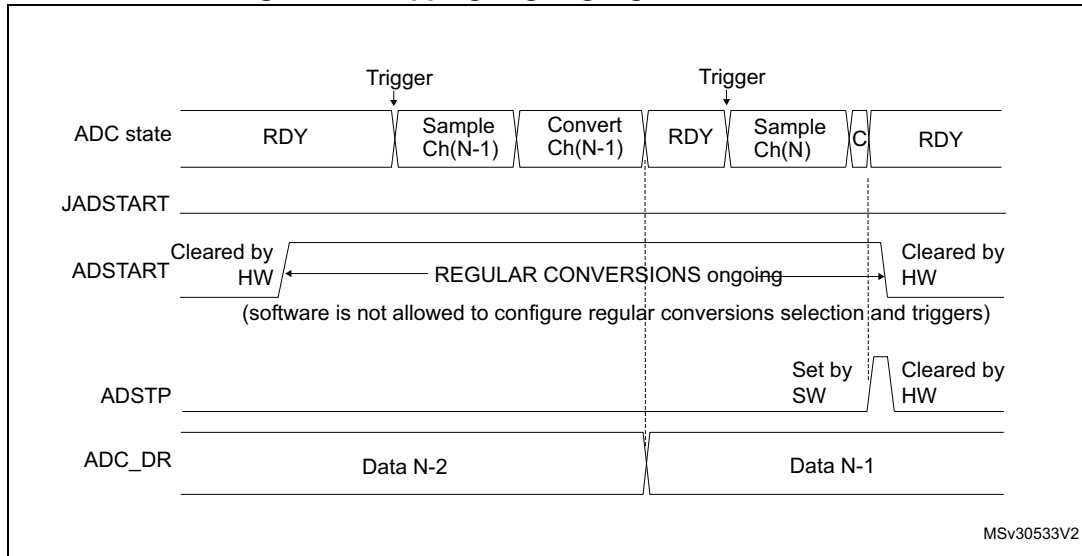 Trigger Trigger
ADC state RDY Sample Ch(N-1) Convert Ch(N-1) RDY Sample Ch(N) C RDY
JADSTART
ADSTART Cleared by HW REGULAR CONVERSIONS ongoing Cleared by HW
(software is not allowed to configure regular conversions selection and triggers)
ADSTP Set by SW Cleared by HW
ADC_DR Data N-2 Data N-1
MSv30533V2